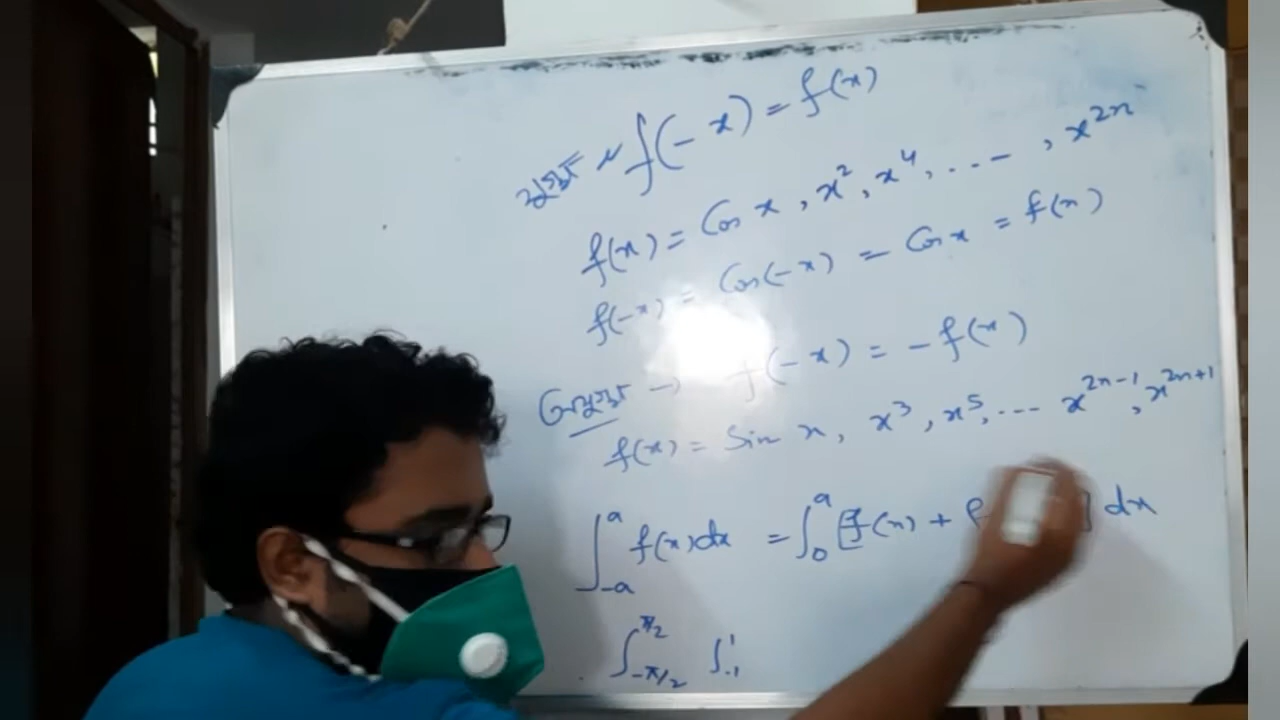 যুগ্ম → f(-x) = f(x)
f(x) = Cos x, x², x⁴, ..... , x²ⁿ
f(-x) = Cos(-x) = Cos x = f(x)
অযুগ্ম → f(-x) = -f(x)
f(x) = Sin x, x³, x⁵, .... x²ⁿ⁻¹, x²ⁿ⁺¹
∫₋ₐᵃ f(x)dx = ∫₀ᵃ [f(x) + f ] dx
∫_{-π/2}^{π/2} ∫₋₁¹